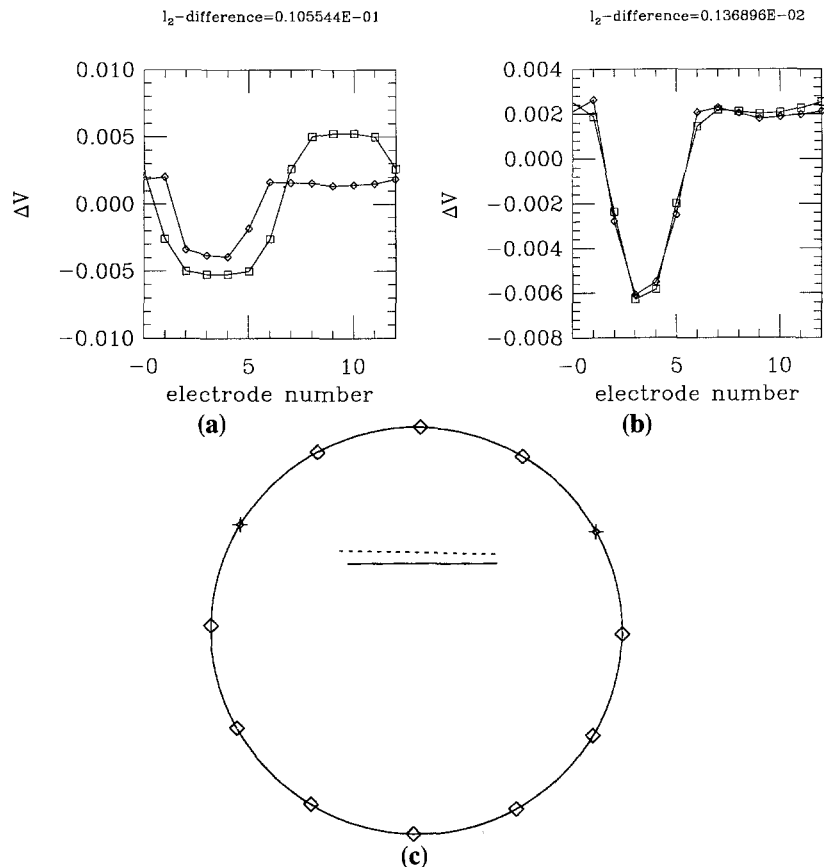 l₂-difference=0.105544E-01
l₂-difference=0.136896E-02
0.010
0.005
0.000
-0.005
-0.010
ΔV
-0 5 10
electrode number
(a)
0.004
0.002
0.000
-0.002
-0.004
-0.006
-0.008
ΔV
-0 5 10
electrode number
(b)
(c)